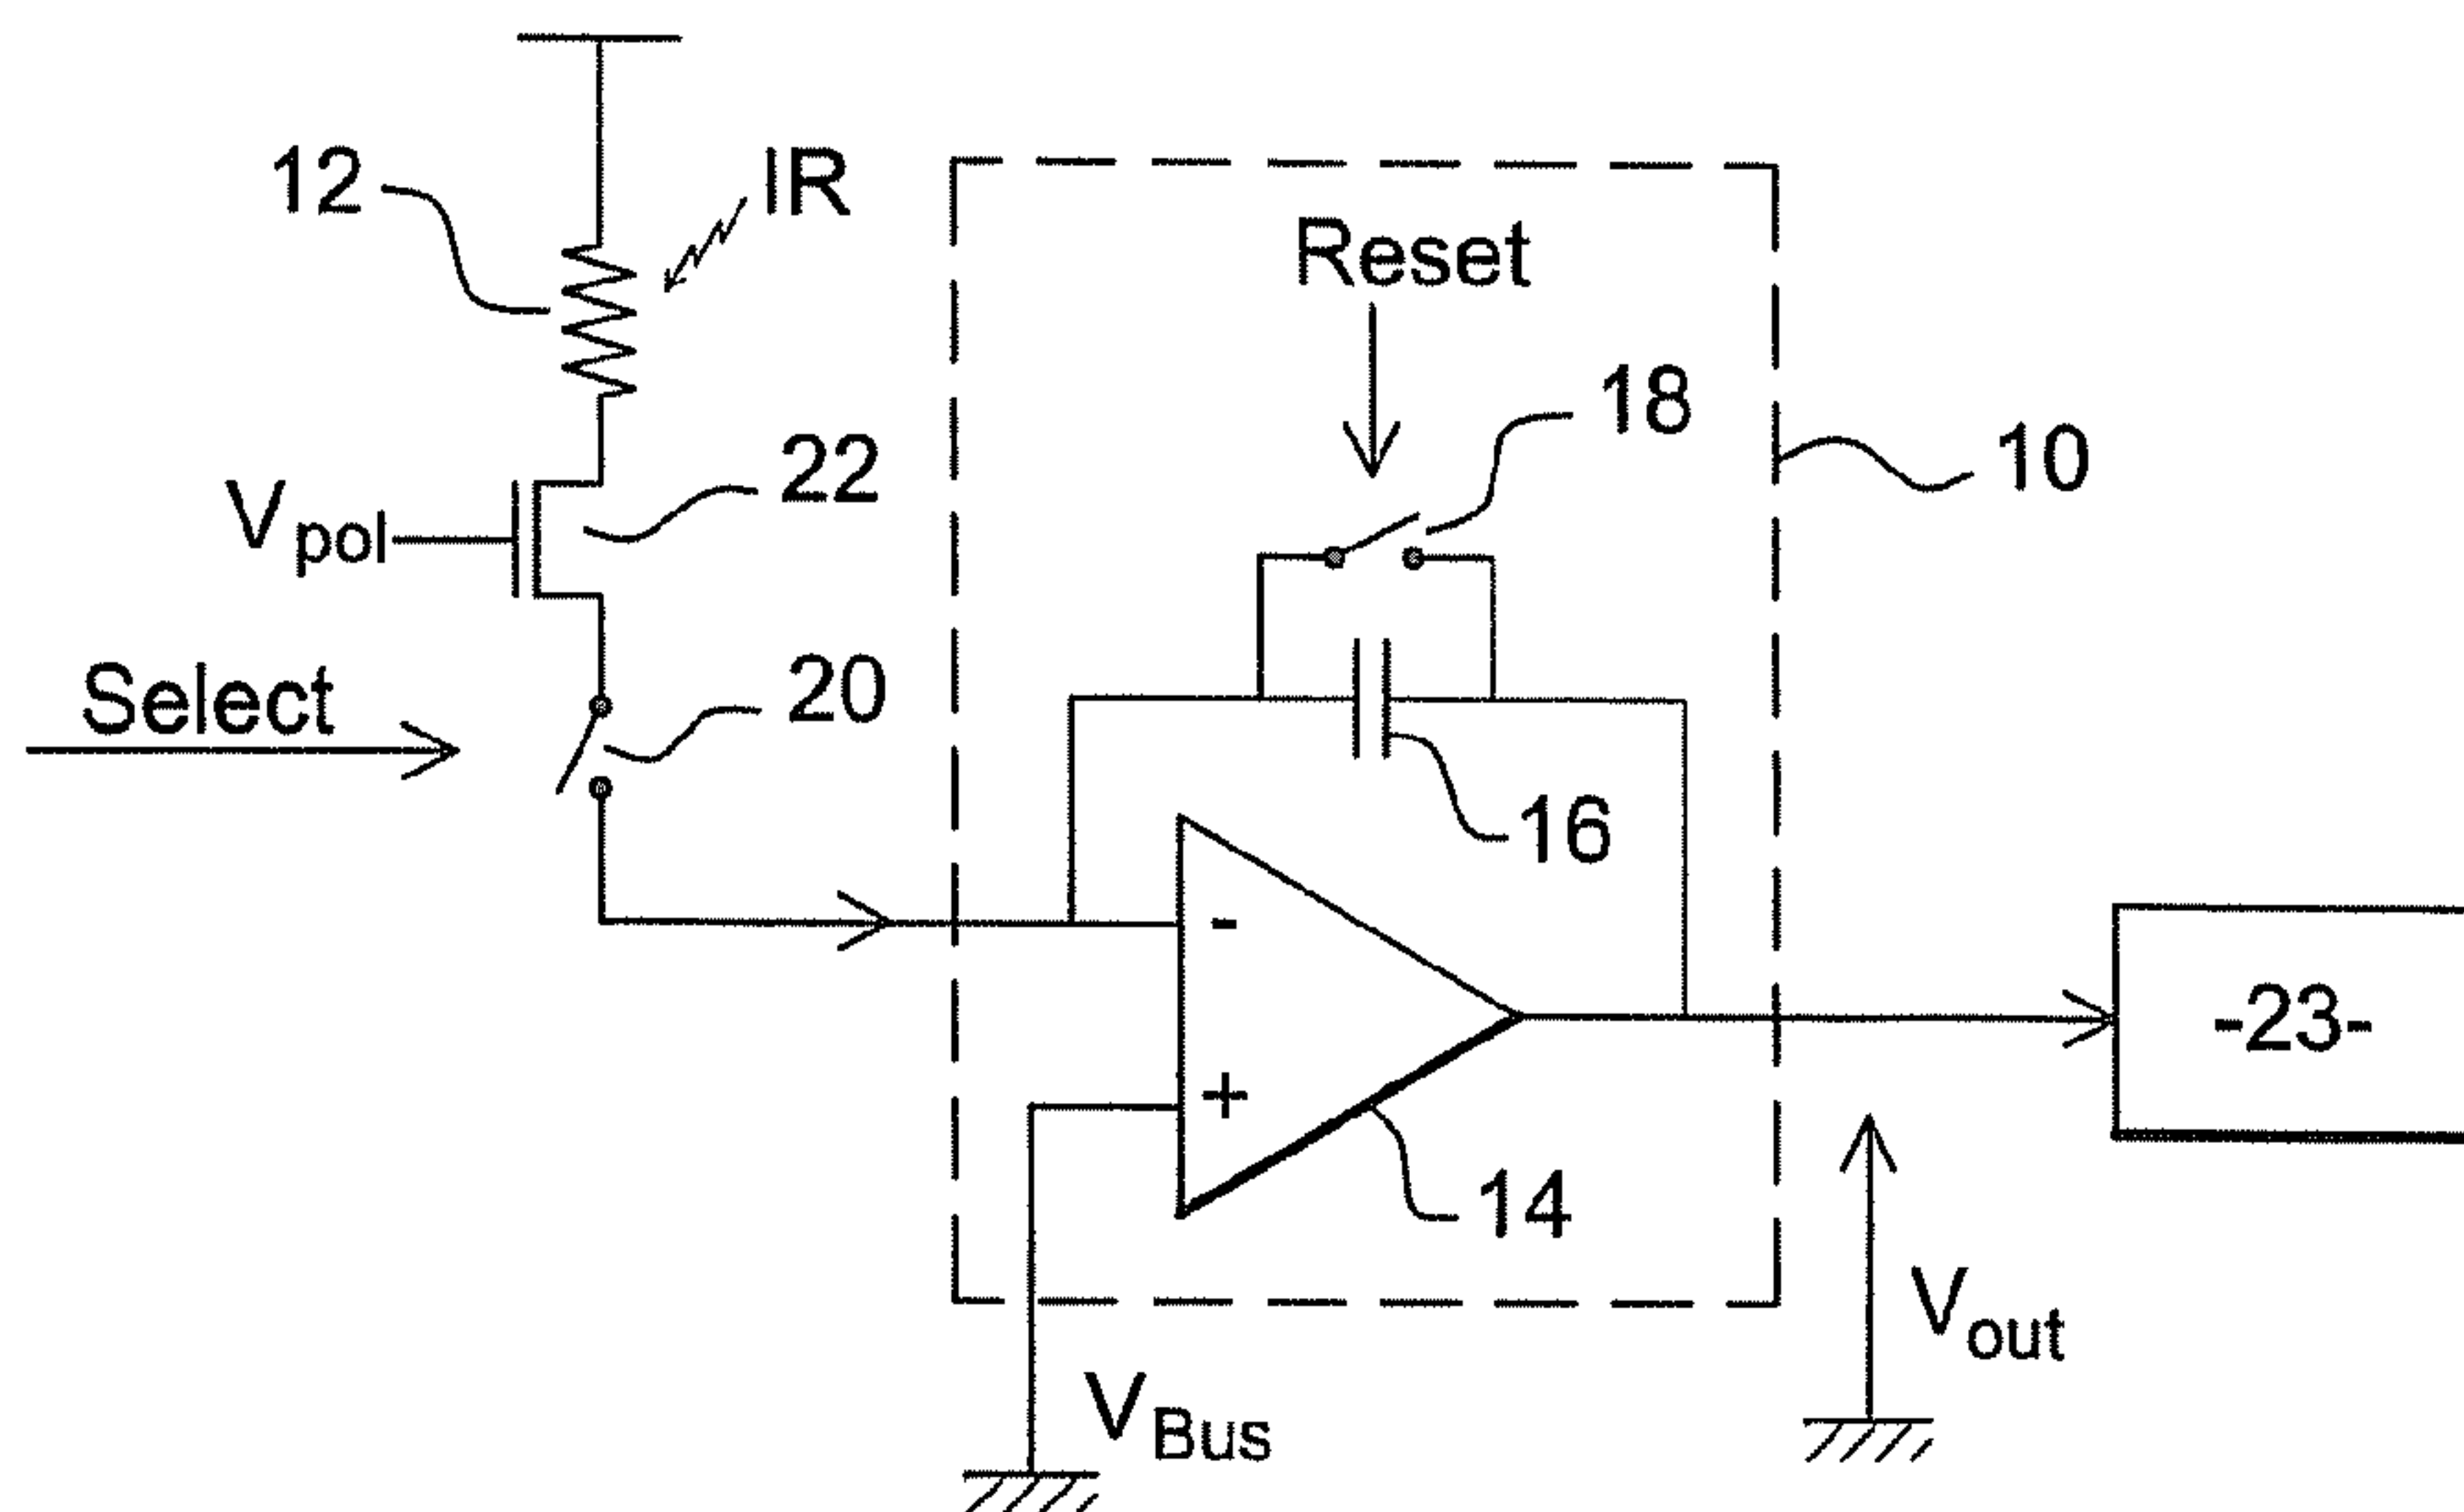 12
IR
Reset
18
10
22
Vpol
Select
20
16
-
-23-
+
14
Vout
VBus